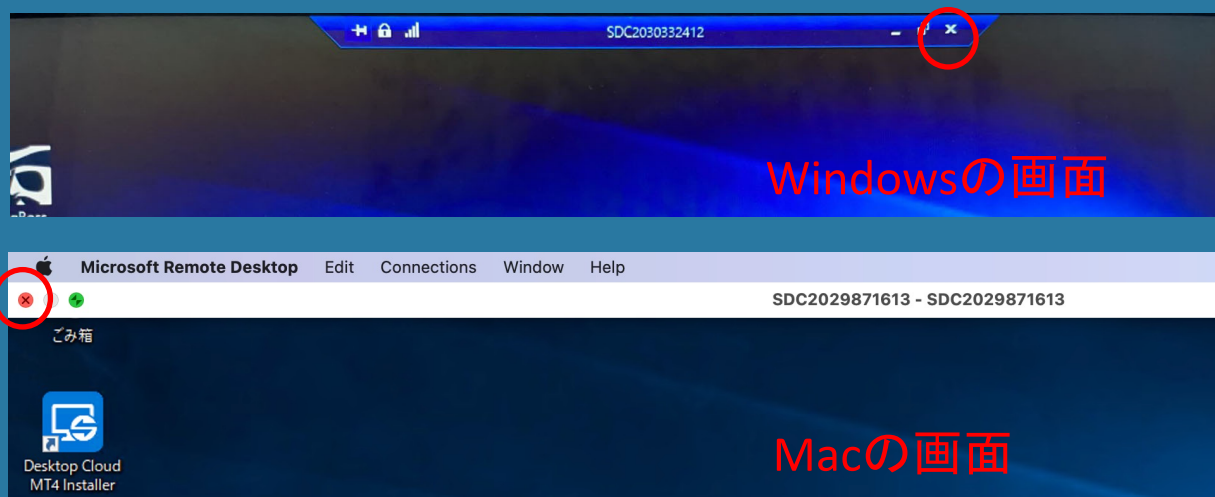 SDC2030332412
Windowsの画面
Microsoft Remote Desktop Edit Connections Window Help
SDC2029871613 - SDC2029871613
ごみ箱
Desktop Cloud
MT4 Installer
Macの画面